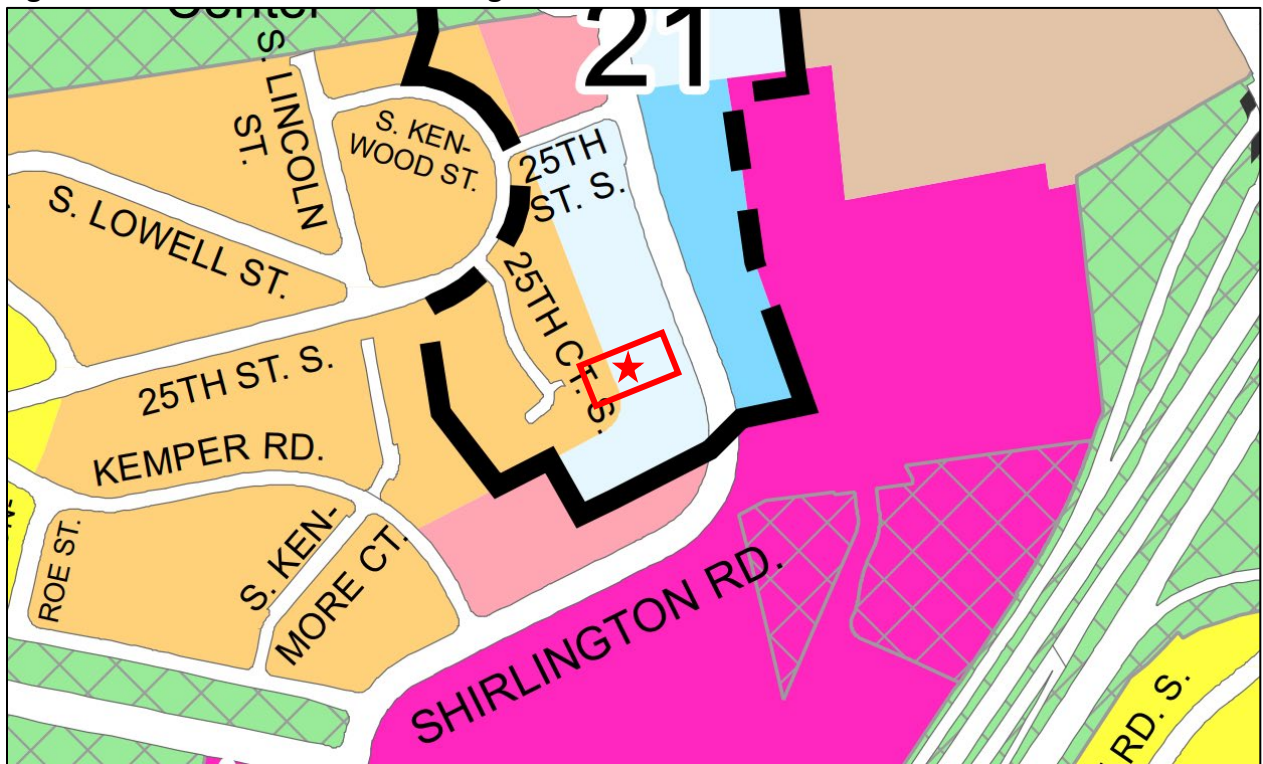 21
S. LINCOLN
ST.
S. KEN-
WOOD ST.
25TH
ST. S.
S. LOWELL ST.
25TH CT. S.
25TH ST. S.
KEMPER RD.
ROE ST.
S. KEN-
MORE CT.
SHIRLINGTON RD.
RD. S.